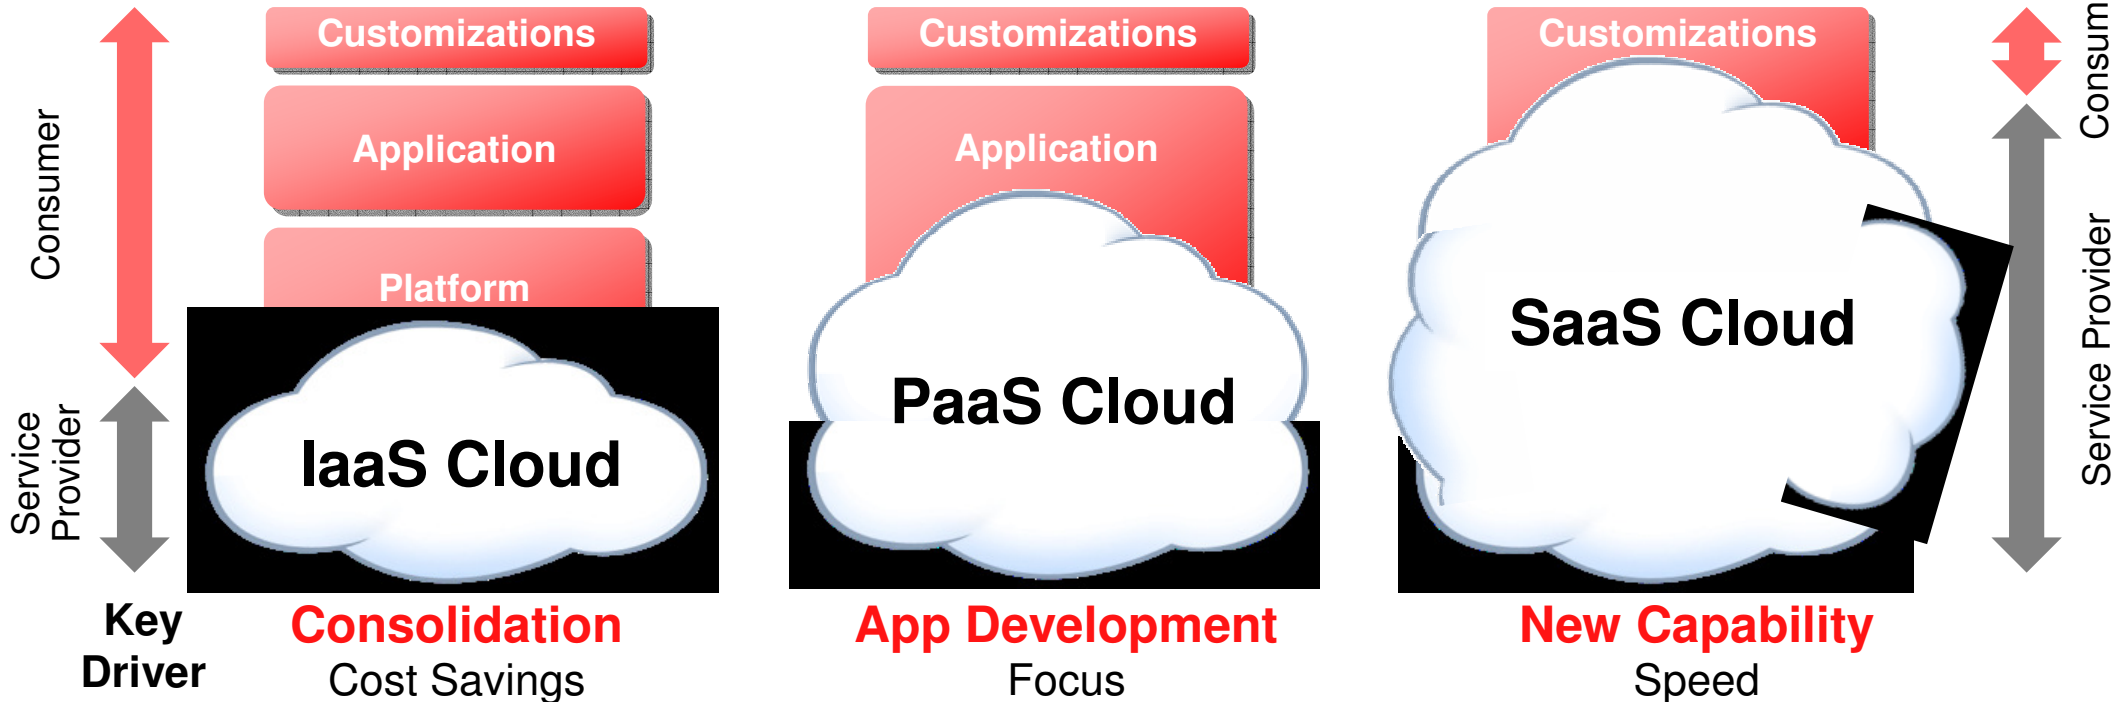 Customizations
Customizations
Customizations
Application
Application
Platform
Consumer
Service
Provider
IaaS Cloud
PaaS Cloud
SaaS Cloud
Consum
Service Provider
Key
Driver
Consolidation
Cost Savings
App Development
Focus
New Capability
Speed